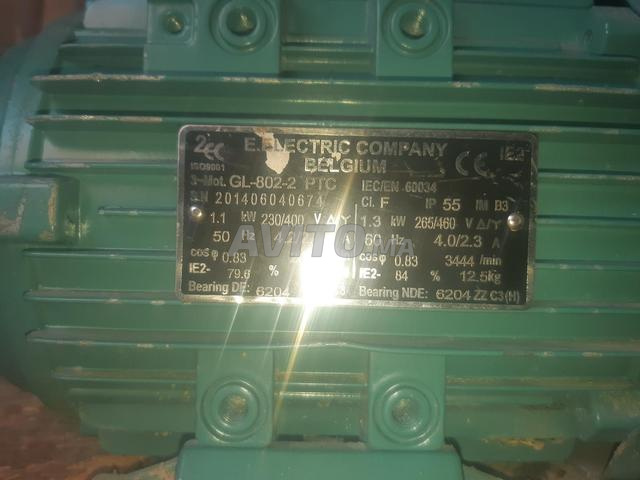 2EC E.ELECTRIC COMPANY IE2
ISO9001 BELGIUM CE
3~Mot. GL-802-2 PTC IEC/EN 60034
S.N 201406040674 Cl. F IP 55 IM B3
1.1 kW 230/400 V Δ/Y 1.3 kW 265/460 V Δ/Y
50 Hz A 60 Hz 4.0/2.3 A
cosφ 0.83 cosφ 0.83 3444 /min
IE2- 79.6 % IE2- 84 % 12.5kg
Bearing DE: 6204 Bearing NDE: 6204 ZZ C3(H)
AVITO.MA